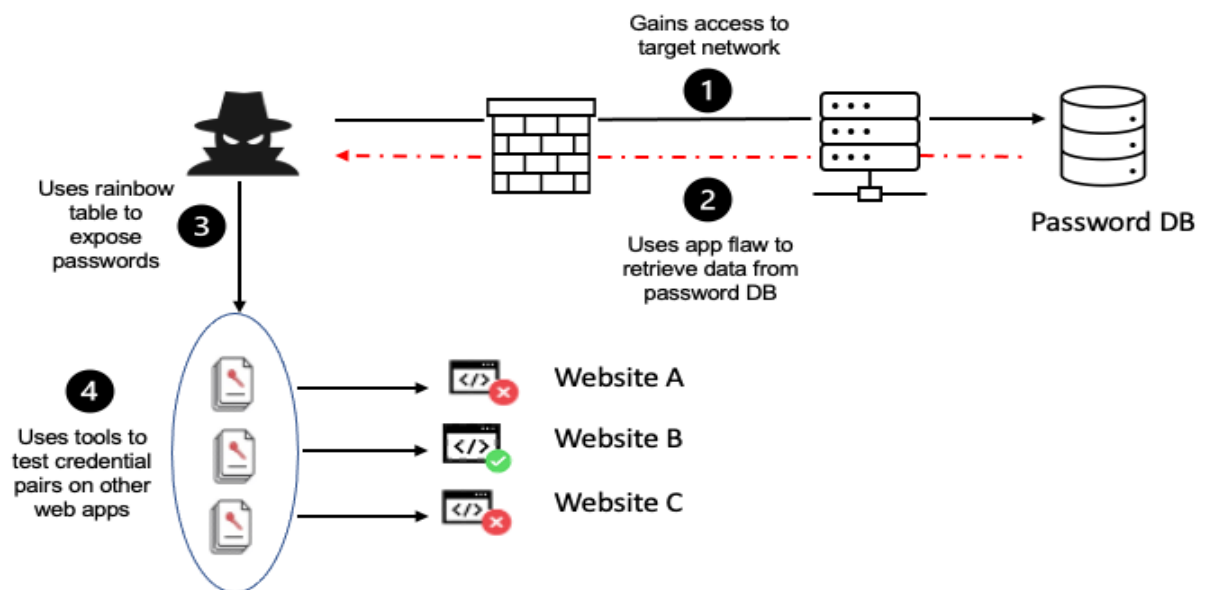 Gains access to
target network
1
2
Uses app flaw to
retrieve data from
password DB
Password DB
Uses rainbow
table to
expose
passwords
3
4
Uses tools to
test credential
pairs on other
web apps
</> Website A
</> Website B
</> Website C